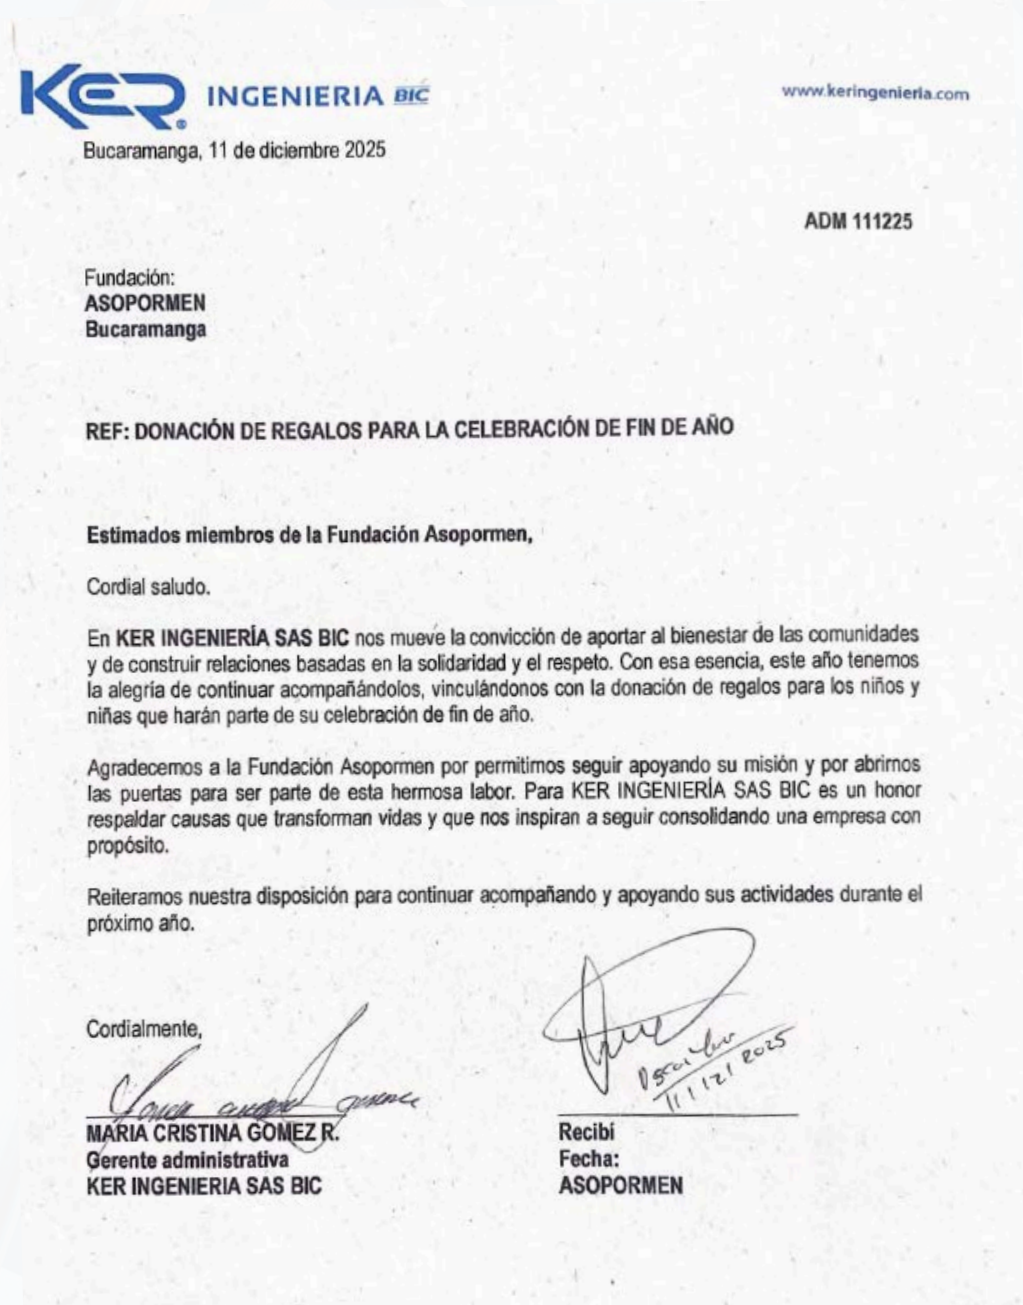 KER INGENIERIA BIC
www.keringenieria.com
Bucaramanga, 11 de diciembre 2025
ADM 111225
Fundación:
ASOPORMEN
Bucaramanga
REF: DONACIÓN DE REGALOS PARA LA CELEBRACIÓN DE FIN DE AÑO
Estimados miembros de la Fundación Asopormen,
Cordial saludo.
En KER INGENIERÍA SAS BIC nos mueve la convicción de aportar al bienestar de las comunidades
y de construir relaciones basadas en la solidaridad y el respeto. Con esa esencia, este año tenemos
la alegría de continuar acompañándolos, vinculándonos con la donación de regalos para los niños y
niñas que harán parte de su celebración de fin de año.
Agradecemos a la Fundación Asopormen por permitirnos seguir apoyando su misión y por abrirnos
las puertas para ser parte de esta hermosa labor. Para KER INGENIERÍA SAS BIC es un honor
respaldar causas que transforman vidas y que nos inspiran a seguir consolidando una empresa con
propósito.
Reiteramos nuestra disposición para continuar acompañando y apoyando sus actividades durante el
próximo año.
Cordialmente,
11/12/2025
MARIA CRISTINA GOMEZ R.
Gerente administrativa
KER INGENIERIA SAS BIC
Recibí
Fecha:
ASOPORMEN